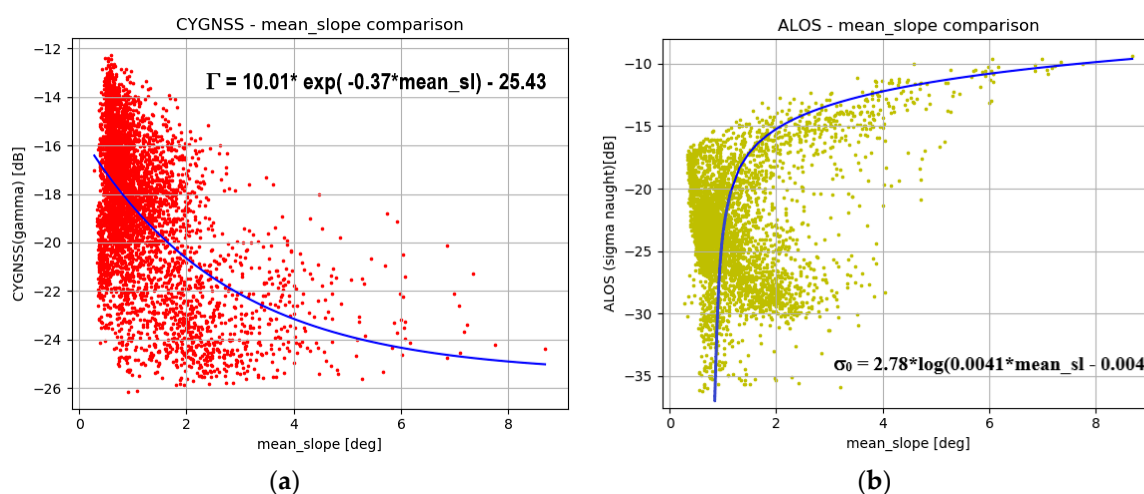 CYGNSS - mean_slope comparison
Γ = 10.01* exp( -0.37*mean_sl) - 25.43
CYGNSS(gamma) [dB]
−12
−14
−16
−18
−20
−22
−24
−26
0 2 4 6 8
mean_slope [deg]
(a)
ALOS - mean_slope comparison
ALOS (sigma naught)[dB]
−10
−15
−20
−25
−30
−35
σ0 = 2.78*log(0.0041*mean_sl - 0.004
0 2 4 6 8
mean_slope [deg]
(b)